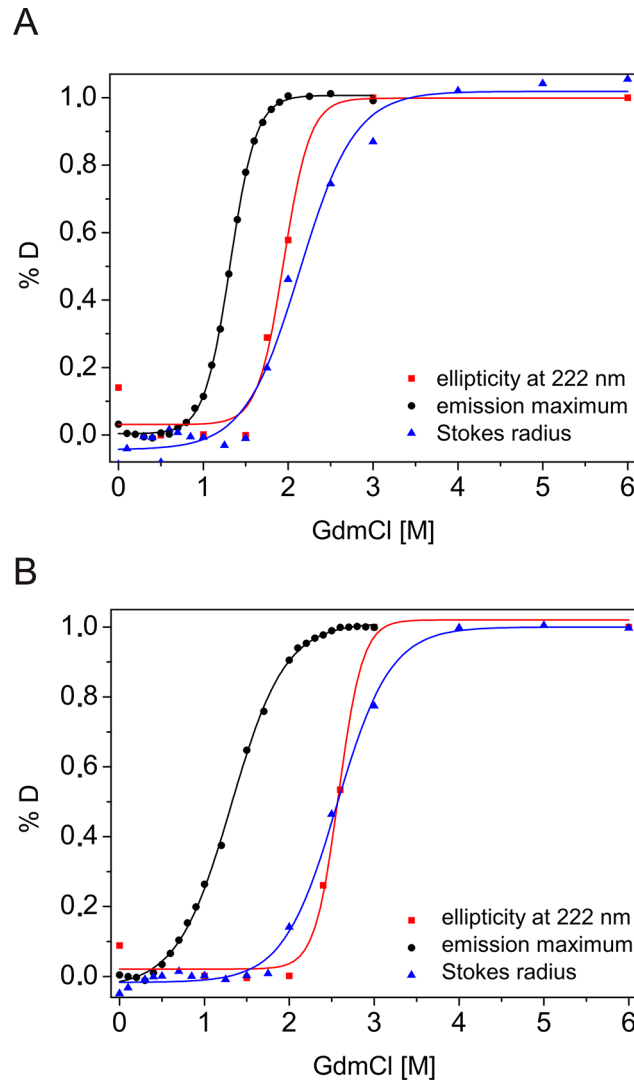 A
1.0
0.8
0.6
0.4
0.2
0.0
% D
ellipticity at 222 nm
emission maximum
Stokes radius
0 1 2 3 4 5 6
GdmCl [M]
B
1.0
0.8
0.6
0.4
0.2
0.0
% D
ellipticity at 222 nm
emission maximum
Stokes radius
0 1 2 3 4 5 6
GdmCl [M]